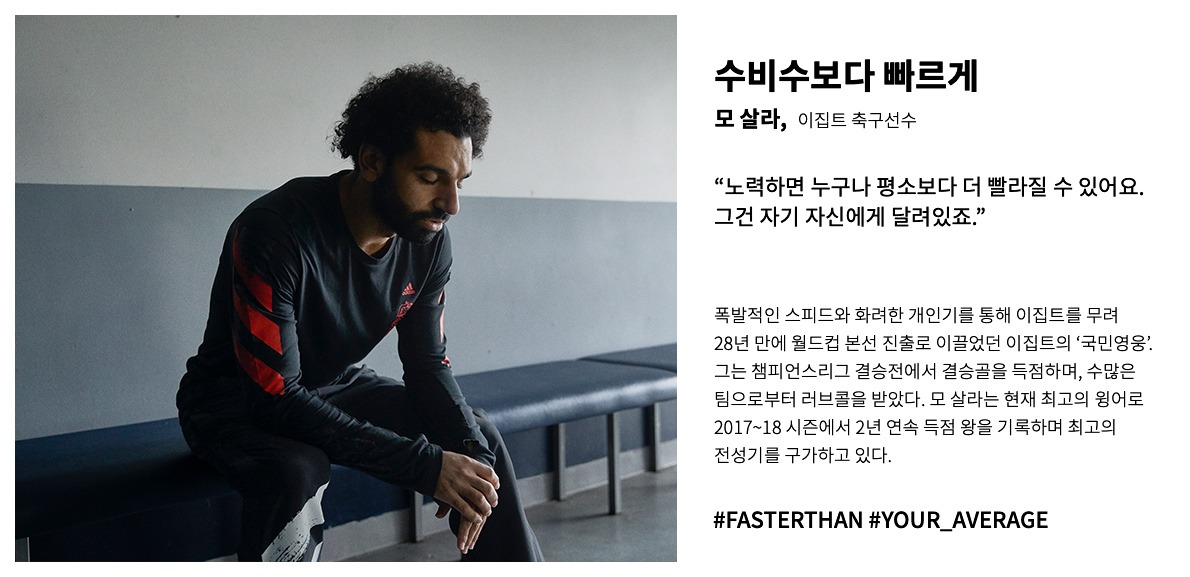 수비수보다 빠르게
모 살라, 이집트 축구선수
“노력하면 누구나 평소보다 더 빨라질 수 있어요.
그건 자기 자신에게 달려있죠.”
폭발적인 스피드와 화려한 개인기를 통해 이집트를 무려
28년 만에 월드컵 본선 진출로 이끌었던 이집트의 ‘국민영웅’.
그는 챔피언스리그 결승전에서 결승골을 득점하며, 수많은
팀으로부터 러브콜을 받았다. 모 살라는 현재 최고의 윙어로
2017~18 시즌에서 2년 연속 득점 왕을 기록하며 최고의
전성기를 구가하고 있다.
#FASTERTHAN #YOUR_AVERAGE